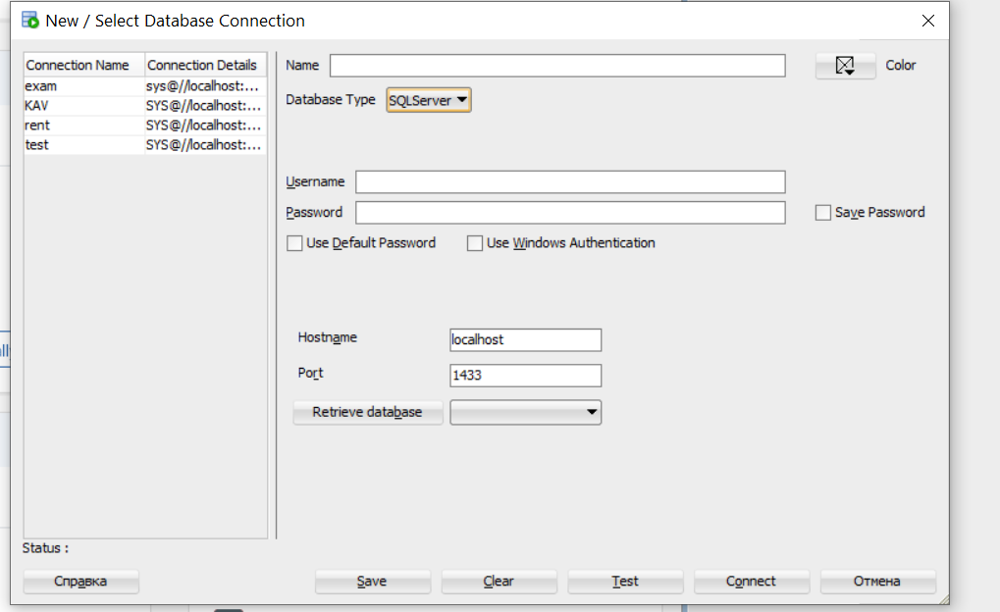 New / Select Database Connection
Connection Name Connection Details
exam sys@//localhost:...
KAV SYS@//localhost:...
rent SYS@//localhost:...
test SYS@//localhost:...
Name Color
Database Type SQLServer
Username
Password Save Password
Use Default Password Use Windows Authentication
Hostname localhost
Port 1433
Retrieve database
Status :
Справка Save Clear Test Connect Отмена